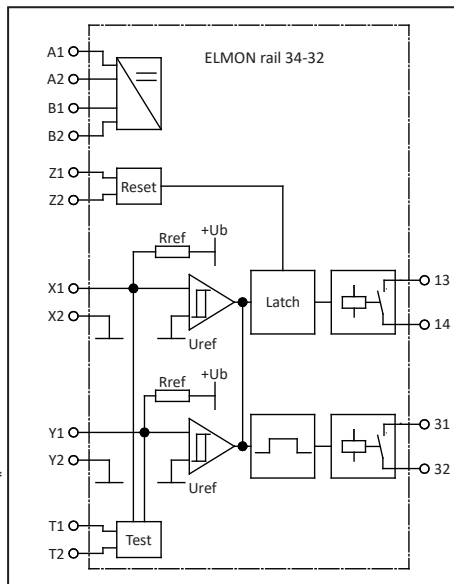 ELMON rail 34-32
A1
A2
B1
B2
Z1
Z2
Reset
Rref
+Ub
X1
X2
Uref
Latch
13
14
Rref
+Ub
Y1
Y2
Uref
31
32
T1
T2
Test